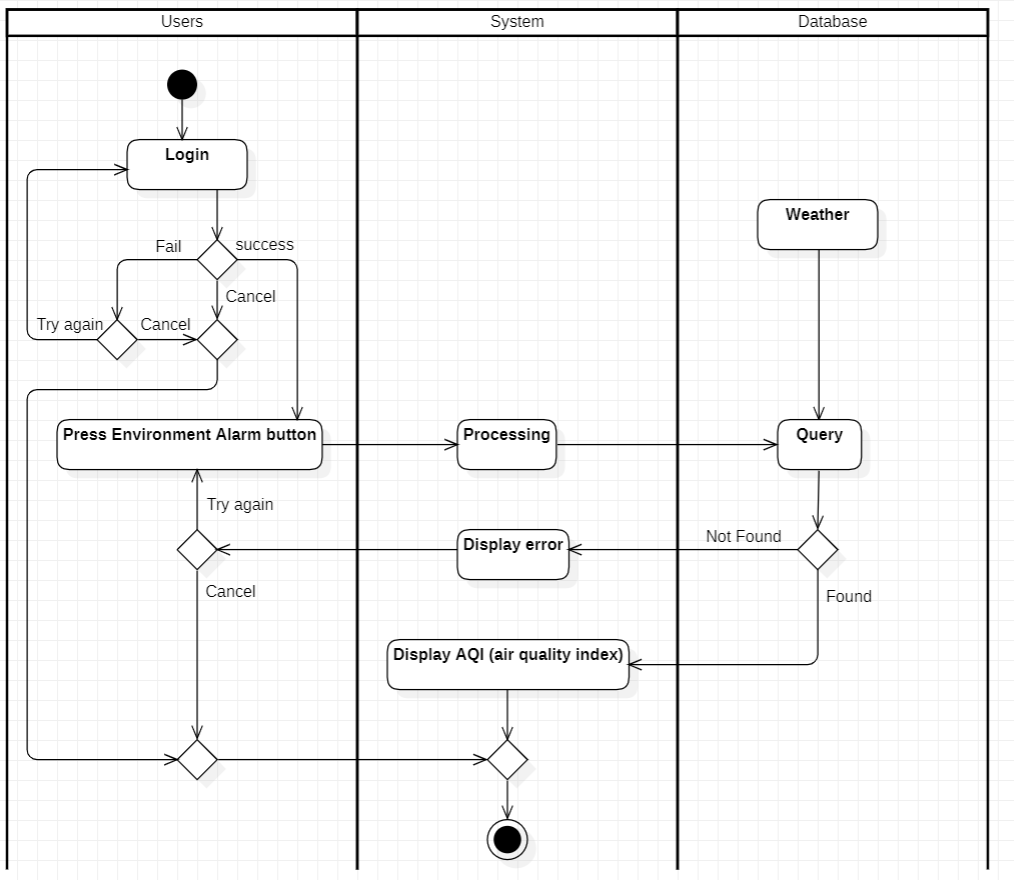 Users
System
Database
Login
Weather
Fail
success
Cancel
Try again
Cancel
Press Environment Alarm button
Processing
Query
Try again
Display error
Not Found
Cancel
Found
Display AQI (air quality index)